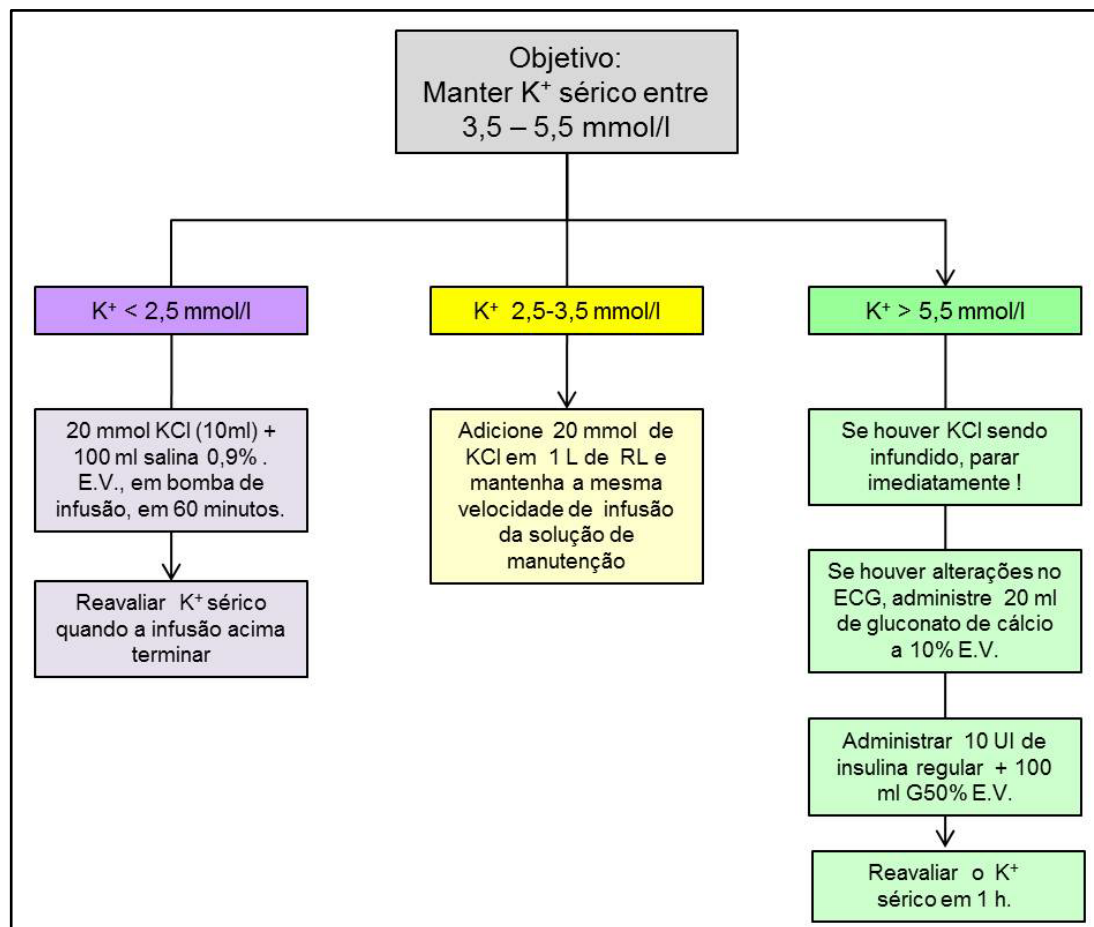 Objetivo:
Manter K⁺ sérico entre
3,5 – 5,5 mmol/l
K⁺ < 2,5 mmol/l
20 mmol KCl (10ml) +
100 ml salina 0,9% .
E.V., em bomba de
infusão, em 60 minutos.
Reavaliar K⁺ sérico
quando a infusão acima
terminar
K⁺ 2,5-3,5 mmol/l
Adicione 20 mmol de
KCl em 1 L de RL e
mantenha a mesma
velocidade de infusão
da solução de
manutenção
K⁺ > 5,5 mmol/l
Se houver KCl sendo
infundido, parar
imediatamente !
Se houver alterações no
ECG, administre 20 ml
de gluconato de cálcio
a 10% E.V.
Administrar 10 UI de
insulina regular + 100
ml G50% E.V.
Reavaliar o K⁺
sérico em 1 h.